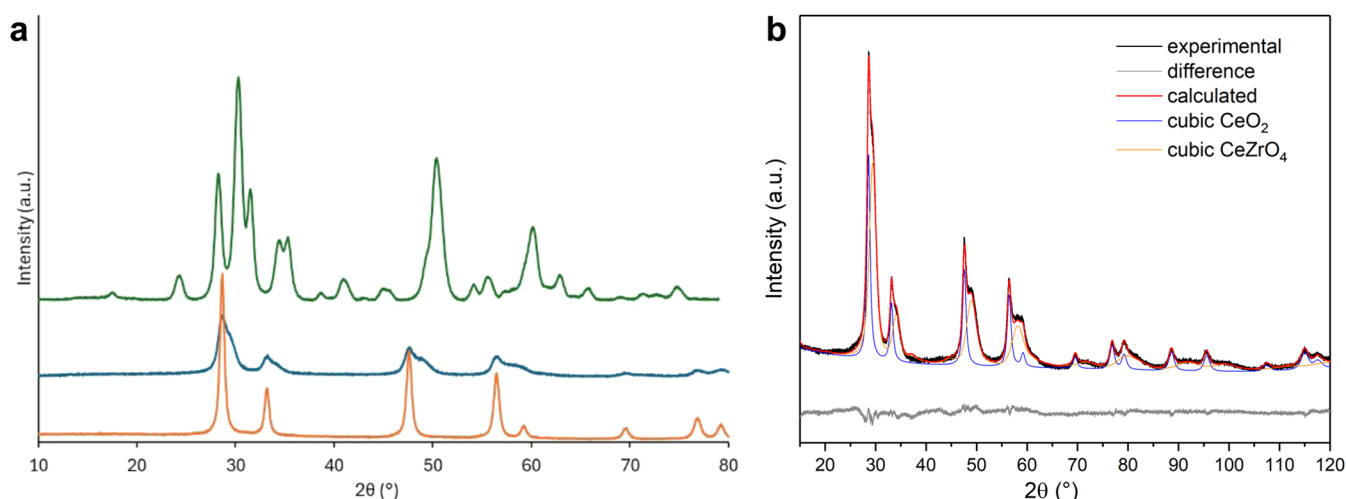 a
Intensity (a.u.)
10 20 30 40 50 60 70 80
2θ (°)
b
experimental
difference
calculated
cubic CeO₂
cubic CeZrO₄
Intensity (a.u.)
20 30 40 50 60 70 80 90 100 110 120
2θ (°)